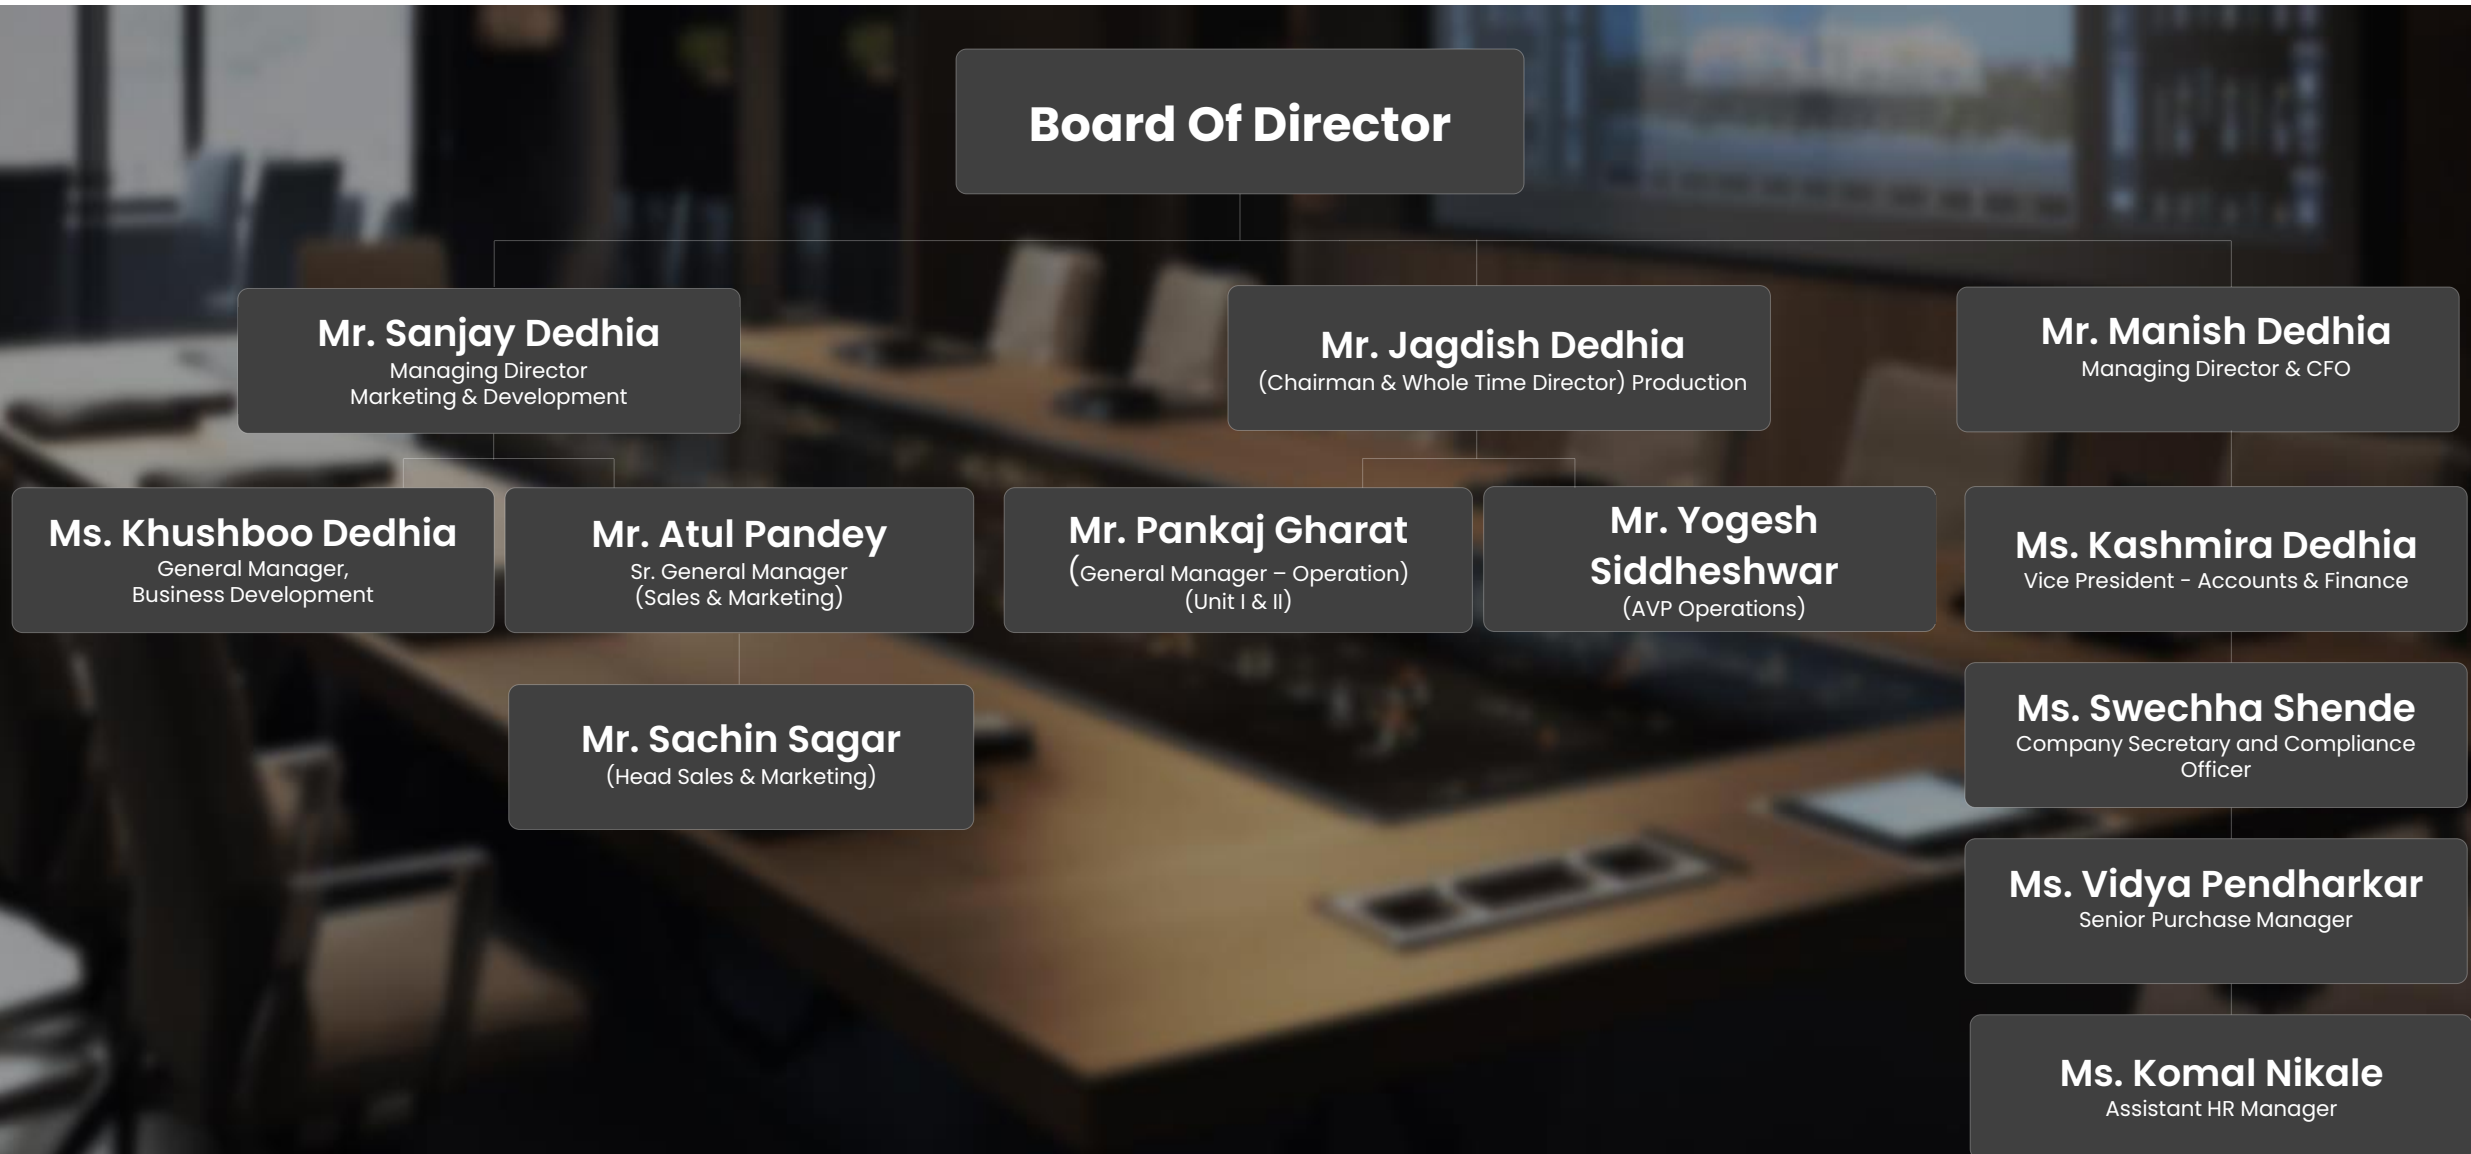 Board Of Director
Mr. Sanjay Dedhia
Managing Director
Marketing & Development
Mr. Jagdish Dedhia
(Chairman & Whole Time Director) Production
Mr. Manish Dedhia
Managing Director & CFO
Ms. Khushboo Dedhia
General Manager,
Business Development
Mr. Atul Pandey
Sr. General Manager
(Sales & Marketing)
Mr. Pankaj Gharat
(General Manager – Operation)
(Unit I & II)
Mr. Yogesh
Siddheshwar
(AVP Operations)
Ms. Kashmira Dedhia
Vice President - Accounts & Finance
Mr. Sachin Sagar
(Head Sales & Marketing)
Ms. Swechha Shende
Company Secretary and Compliance
Officer
Ms. Vidya Pendharkar
Senior Purchase Manager
Ms. Komal Nikale
Assistant HR Manager